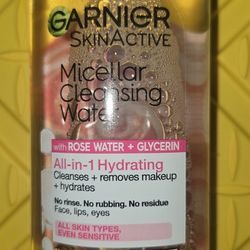 GARNIER
SKINACTIVE
Micellar
Cleansing
Water
with ROSE WATER + GLYCERIN
All-in-1 Hydrating
Cleanses + removes makeup
+ hydrates
No rinse. No rubbing. No residue
Face, lips, eyes
ALL SKIN TYPES,
EVEN SENSITIVE